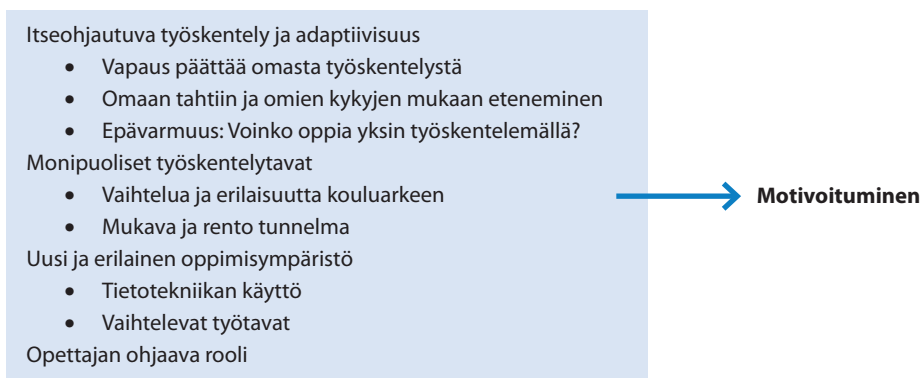 Itseohjautuva työskentely ja adaptiivisuus
• Vapaus päättää omasta työskentelystä
• Omaan tahtiin ja omien kykyjen mukaan eteneminen
• Epävarmuus: Voinko oppia yksin työskentelemällä?
Monipuoliset työskentelytavat
• Vaihtelua ja erilaisuutta kouluarkeen
• Mukava ja rento tunnelma
Uusi ja erilainen oppimisympäristö
• Tietotekniikan käyttö
• Vaihtelevat työtavat
Opettajan ohjaava rooli
Motivoituminen